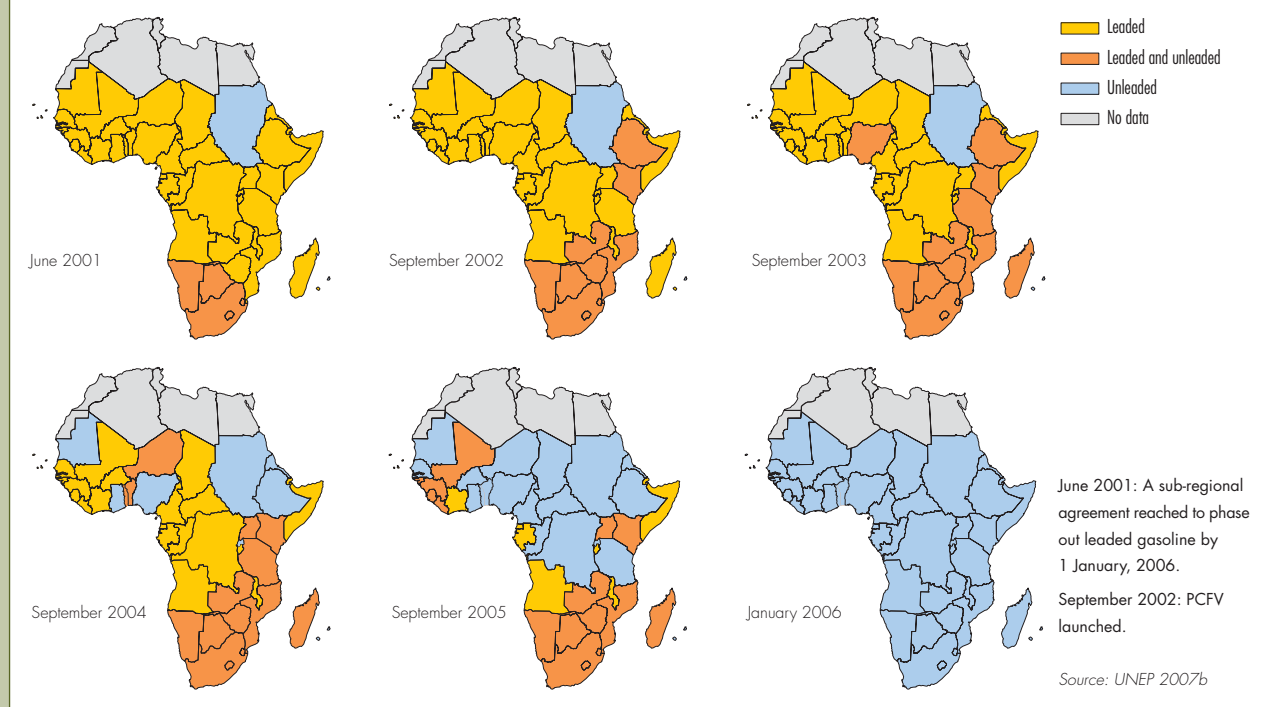 Leaded
Leaded and unleaded
Unleaded
No data
June 2001
September 2002
September 2003
September 2004
September 2005
January 2006
June 2001: A sub-regional
agreement reached to phase
out leaded gasoline by
1 January, 2006.
September 2002: PCFV
launched.
Source: UNEP 2007b